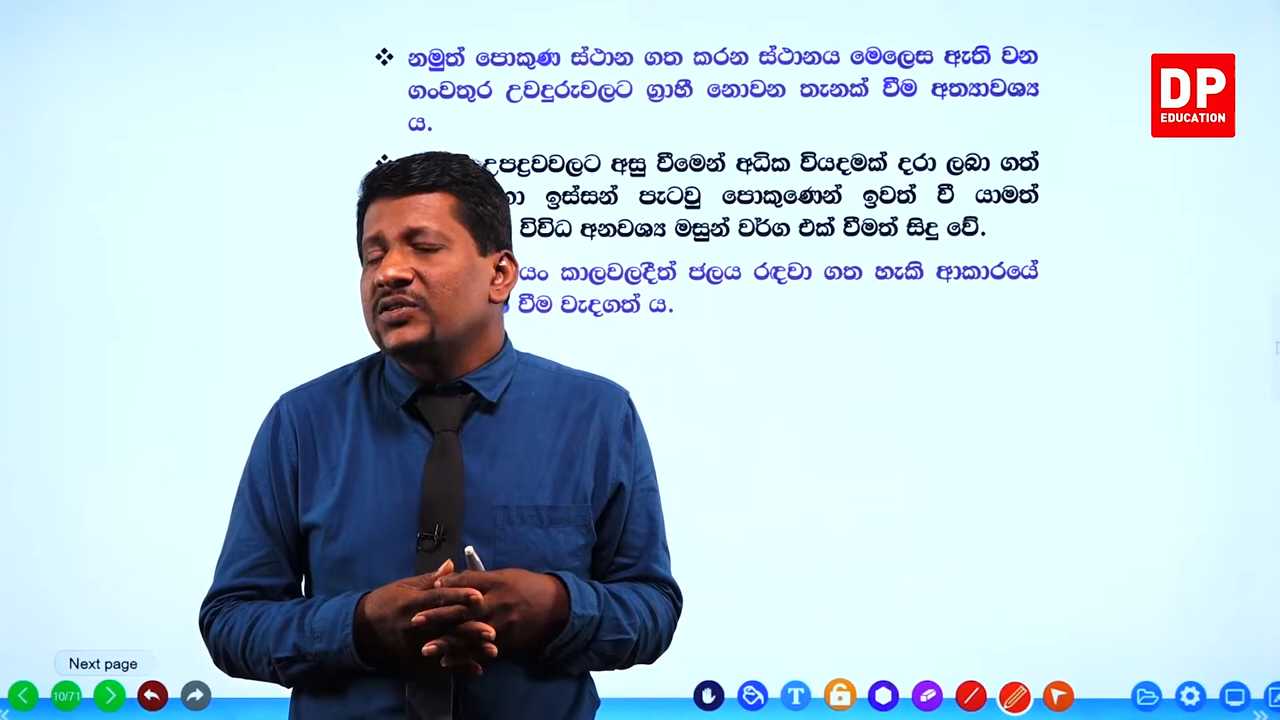 ❖ නමුත් පොකුණ ස්ථාන ගත කරන ස්ථානය මෙලෙස ඇති වන
ගංවතුර උවදුරුවලට ග්‍රාහී නොවන තැනක් වීම අත්‍යාවශ්‍ය
ය.
DP
EDUCATION
උපද්‍රවවලට අසු වීමෙන් අධික වියදමක් දරා ලබා ගත්
ඉස්සන් පැටවු පොකුණෙන් ඉවත් වී යාමත්
විවිධ අනවශ්‍ය මසුන් වර්ග එක් වීමත් සිදු වේ.
කාලවලදීත් ජලය රඳවා ගත හැකි ආකාරයේ
වීම වැදගත් ය.
Next page
10/71
T